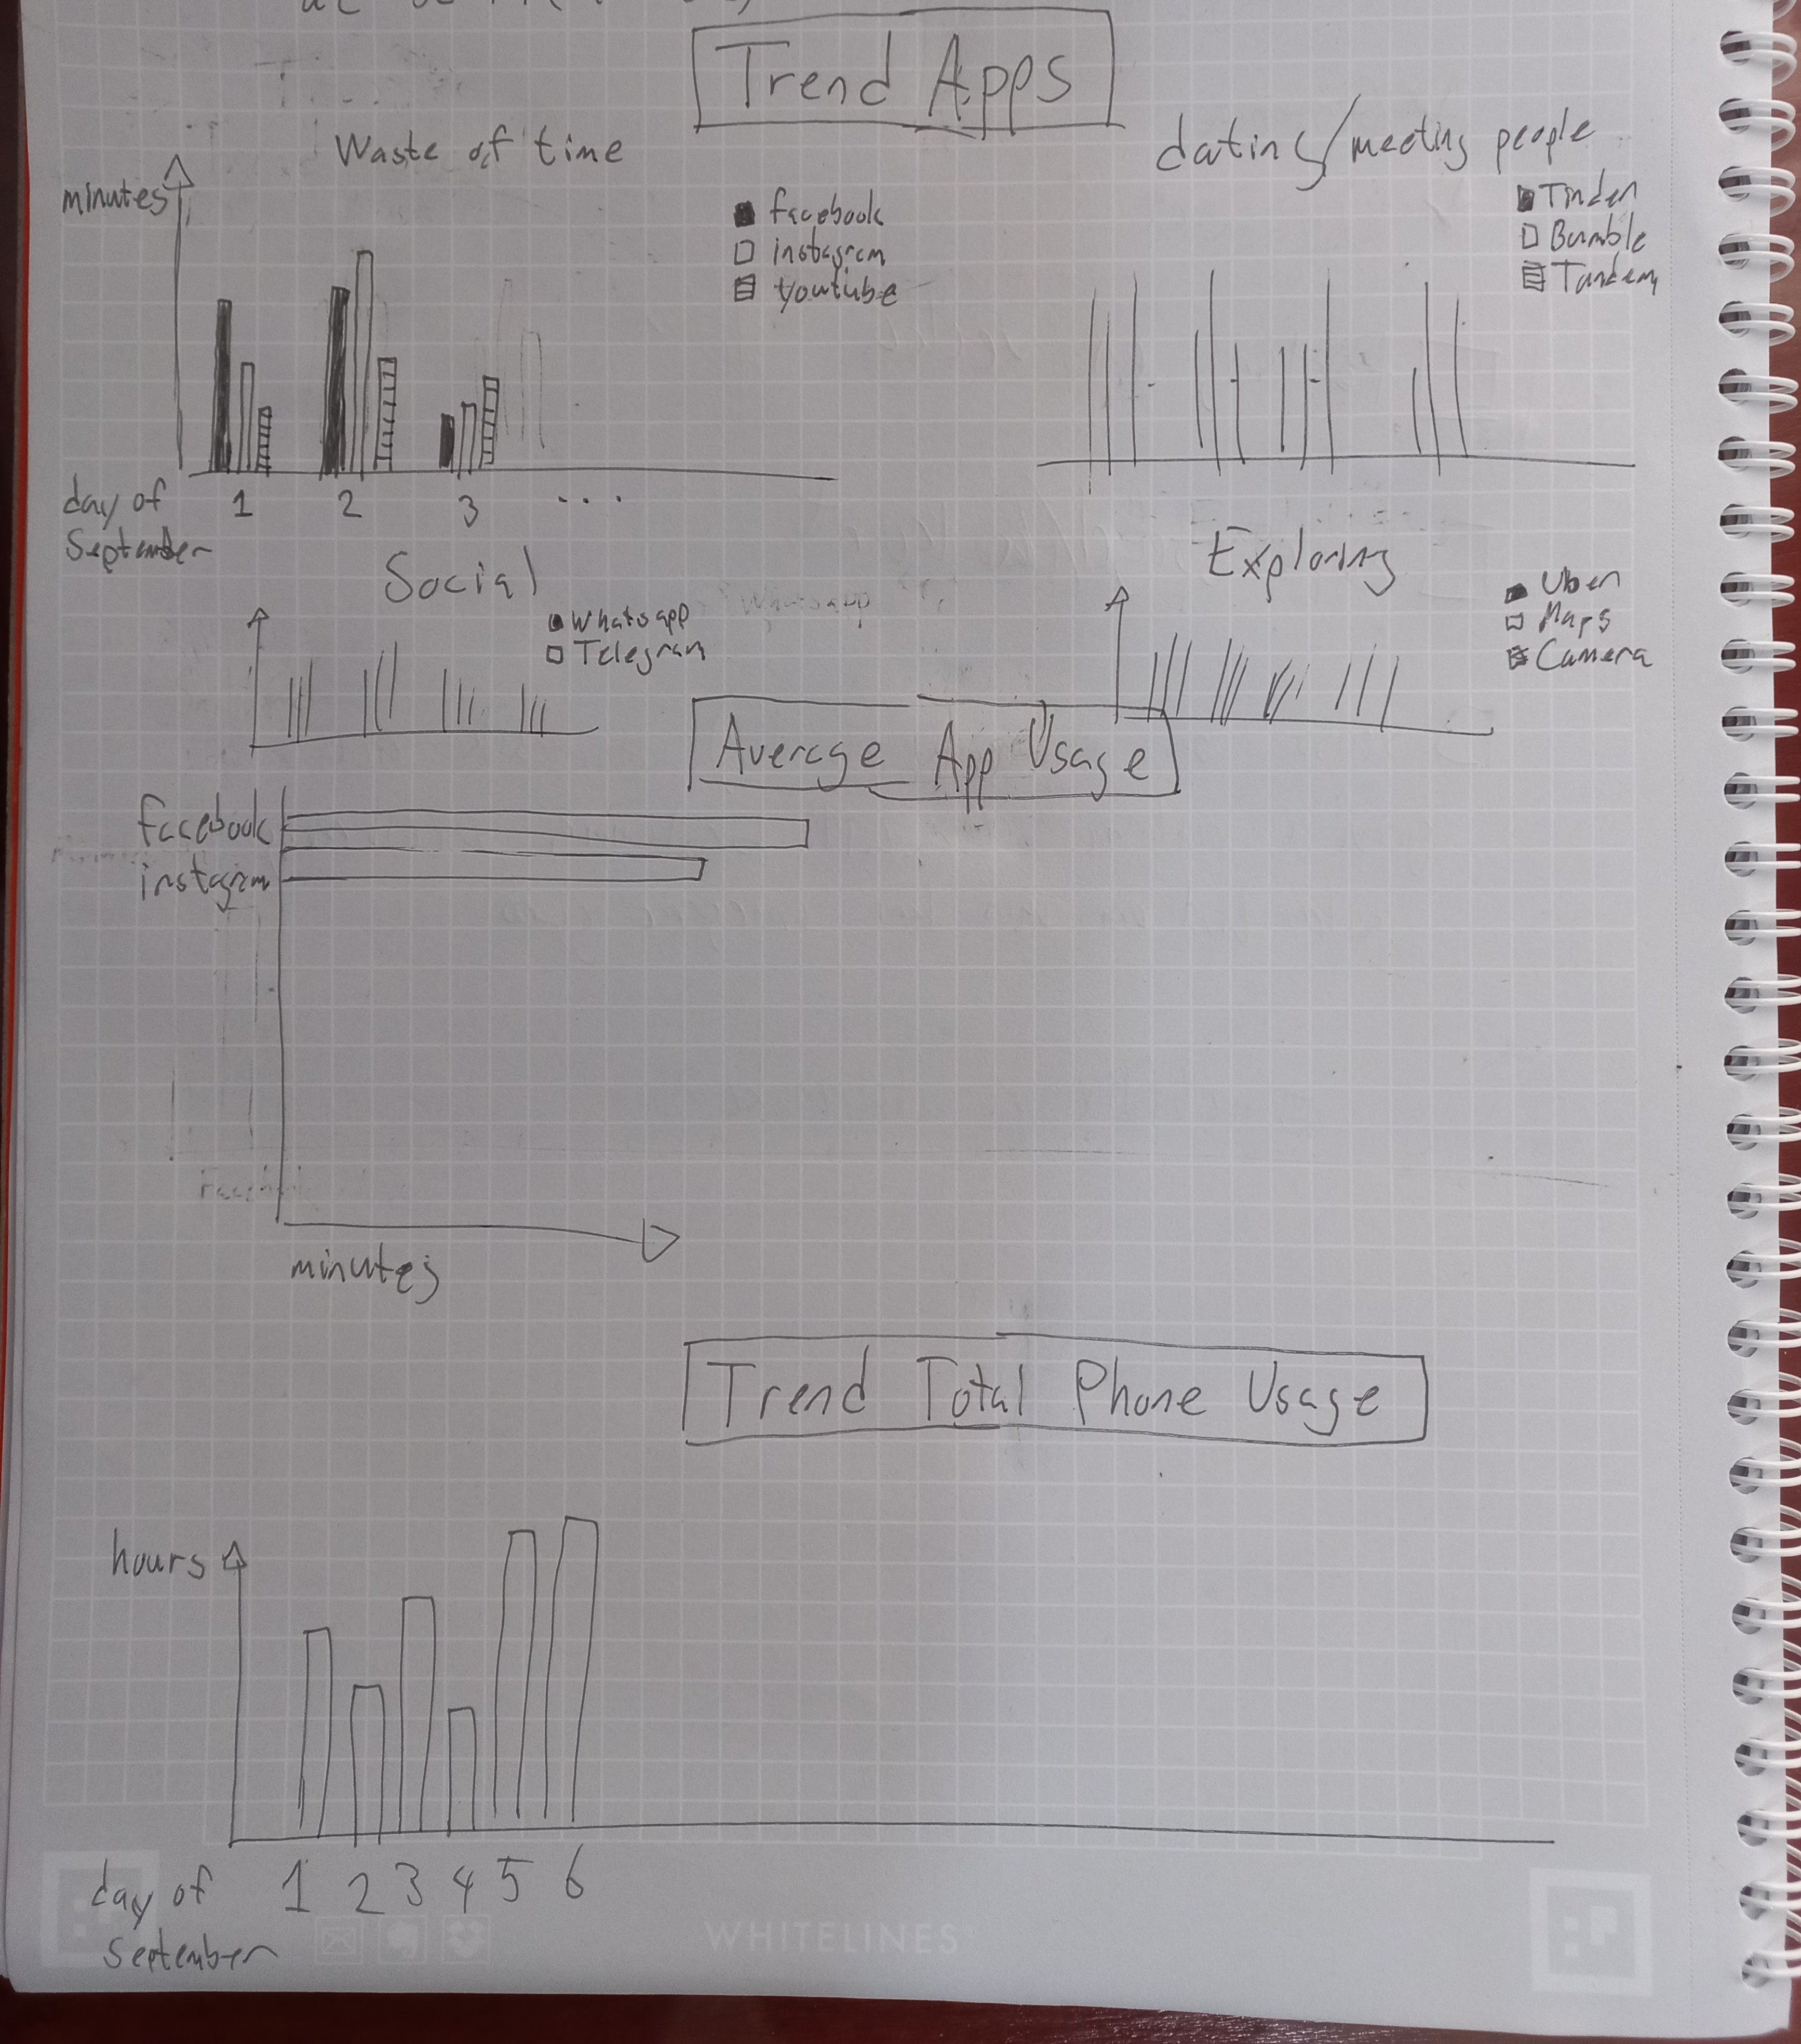 Trend Apps
Waste of time
minutes
facebook
instagram
youtube
day of
September
1 2 3 ...
dating/meeting people
Tinder
Bumble
Tandem
Social
Whatsapp
Telegram
Whatsapp
Exploring
Uber
Maps
Camera
Average App Usage
facebook
instagram
minutes
Trend Total Phone Usage
hours
day of
September
1 2 3 4 5 6
WHITELINES